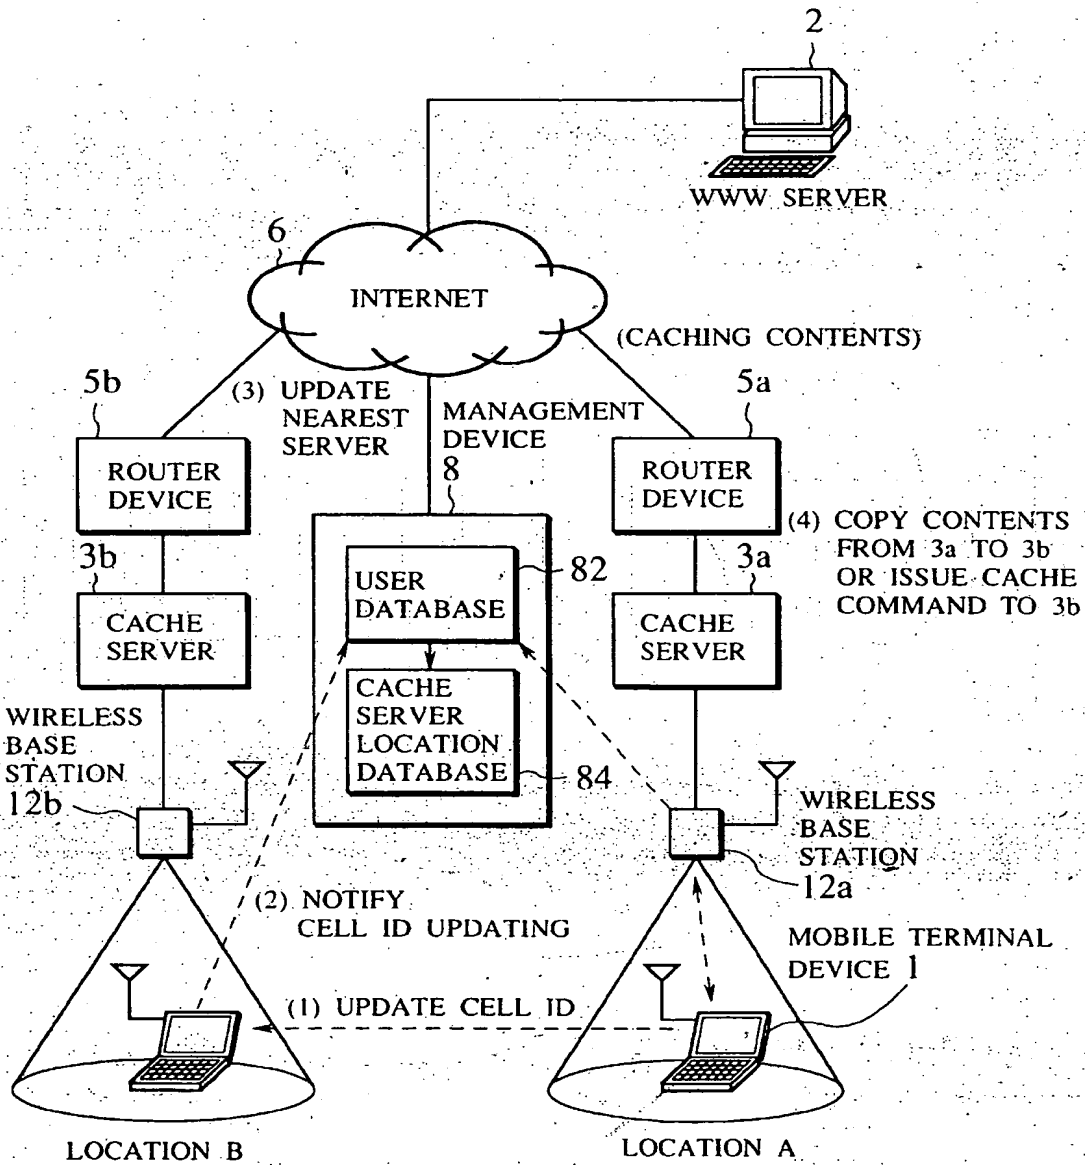 2
WWW SERVER
6
INTERNET
(CACHING CONTENTS)
5b
(3) UPDATE
NEAREST
SERVER
MANAGEMENT
DEVICE
8
5a
ROUTER
DEVICE
ROUTER
DEVICE
(4) COPY CONTENTS
FROM 3a TO 3b
OR ISSUE CACHE
COMMAND TO 3b
3b
USER
DATABASE
82
3a
CACHE
SERVER
CACHE
SERVER
CACHE
SERVER
LOCATION
DATABASE
84
WIRELESS
BASE
STATION
12b
WIRELESS
BASE
STATION
12a
(2) NOTIFY
CELL ID UPDATING
MOBILE TERMINAL
DEVICE 1
(1) UPDATE CELL ID
LOCATION B
LOCATION A